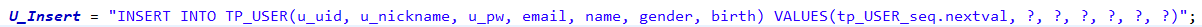 U_Insert = "INSERT INTO TP_USER(u_uid, u_nickname, u_pw, email, name, gender, birth) VALUES(tp_USER_seq.nextval, ?, ?, ?, ?, ?, ?)";